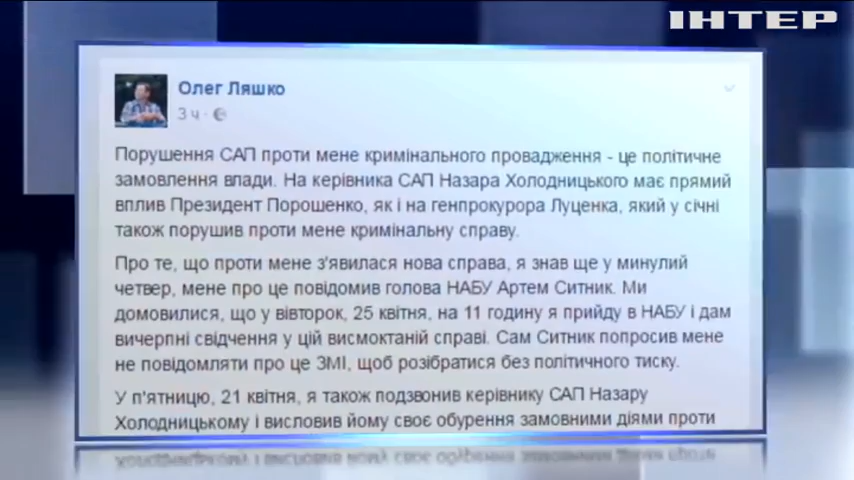 ІНТЕР
Олег Ляшко
3 ч ·
Порушення САП проти мене кримінального провадження - це політичне
замовлення влади. На керівника САП Назара Холодницького має прямий
вплив Президент Порошенко, як і на генпрокурора Луценка, який у січні
також порушив проти мене кримінальну справу.
Про те, що проти мене з'явилася нова справа, я знав ще у минулий
четвер, мене про це повідомив голова НАБУ Артем Ситник. Ми
домовилися, що у вівторок, 25 квітня, на 11 годину я прийду в НАБУ і дам
вичерпні свідчення у цій висмоктаній справі. Сам Ситник попросив мене
не повідомляти про це ЗМІ, щоб розібратися без політичного тиску.
У п'ятницю, 21 квітня, я також подзвонив керівнику САП Назару
Холодницькому і висловив йому своє обурення замовними діями проти